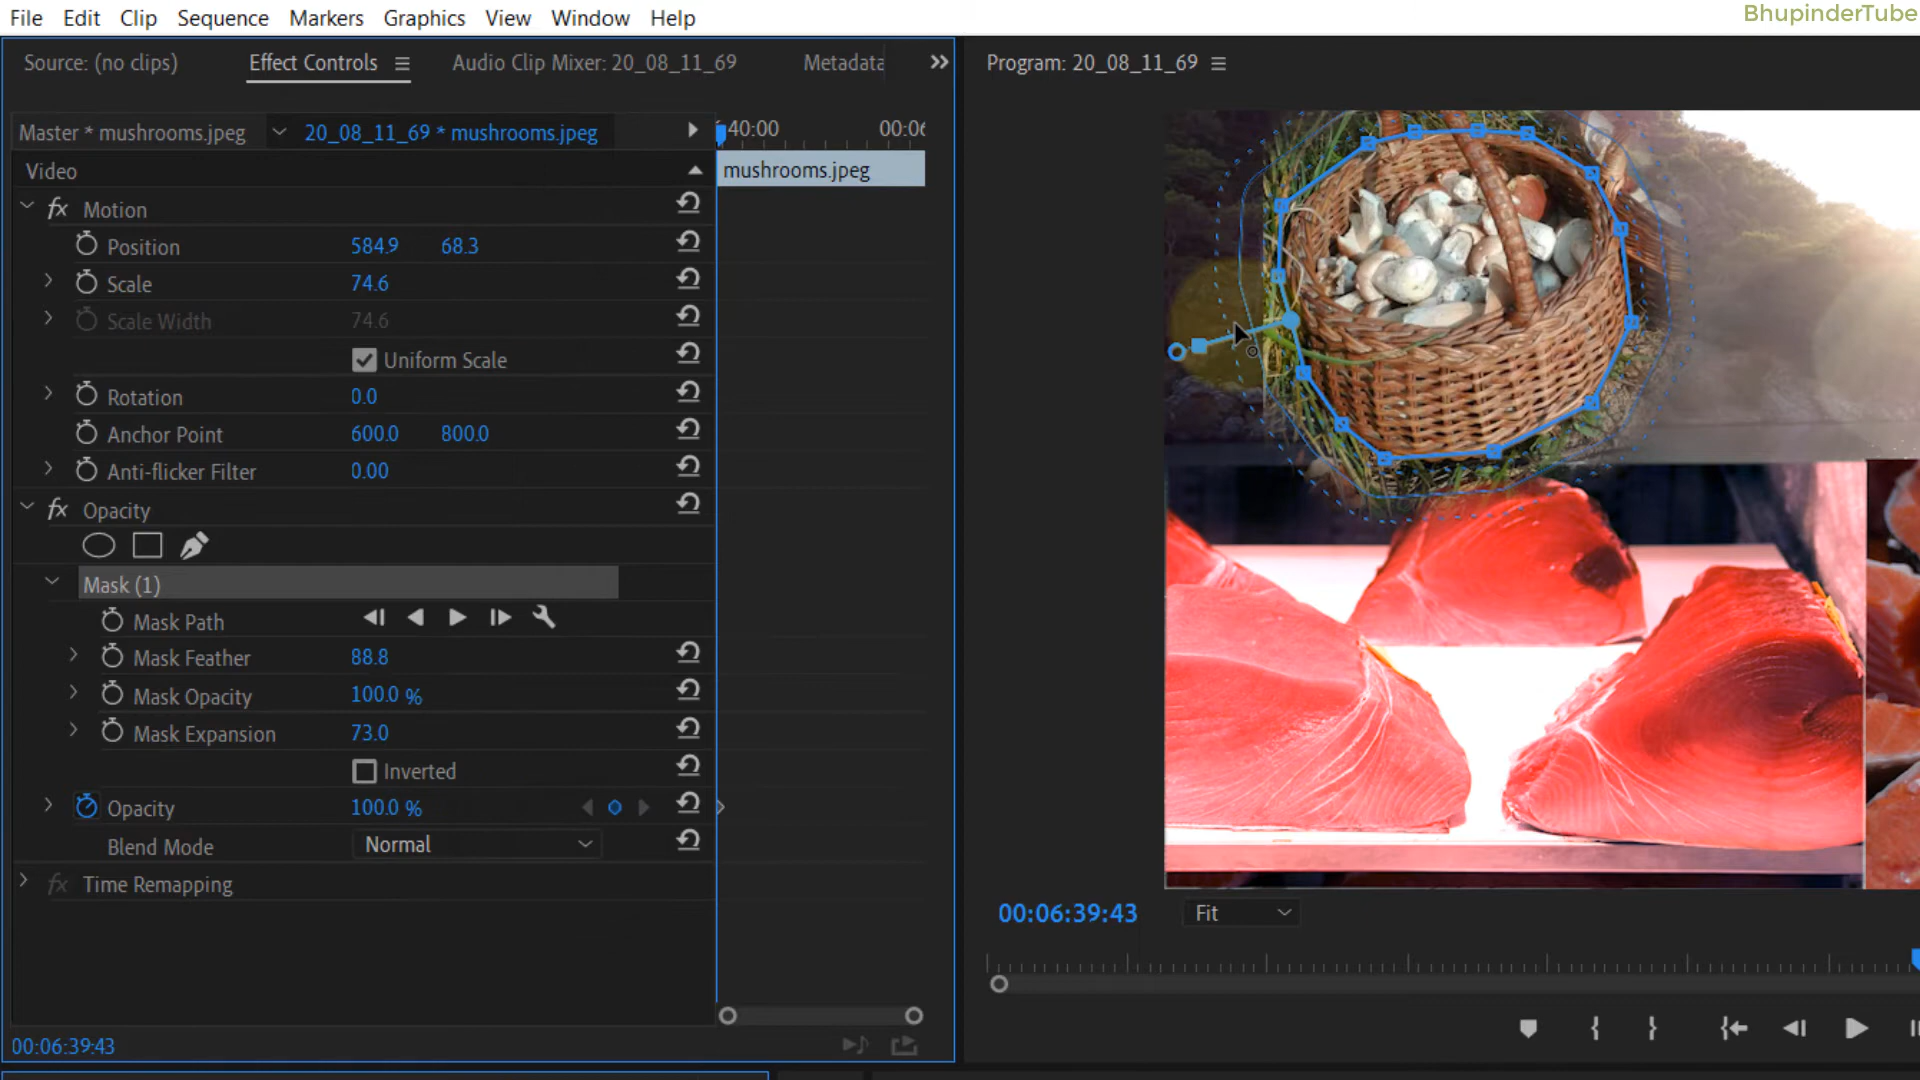 File Edit Clip Sequence Markers Graphics View Window Help
BhupinderTube
Source: (no clips) Effect Controls Audio Clip Mixer: 20_08_11_69 Metadata
Program: 20_08_11_69
Master * mushrooms.jpeg 20_08_11_69 * mushrooms.jpeg
40:00 00:06
Video
mushrooms.jpeg
fx Motion
Position 584.9 68.3
Scale 74.6
Scale Width 74.6
Uniform Scale
Rotation 0.0
Anchor Point 600.0 800.0
Anti-flicker Filter 0.00
fx Opacity
Mask (1)
Mask Path
Mask Feather 88.8
Mask Opacity 100.0 %
Mask Expansion 73.0
Inverted
Opacity 100.0 %
Blend Mode Normal
fx Time Remapping
00:06:39:43 Fit
00:06:39:43